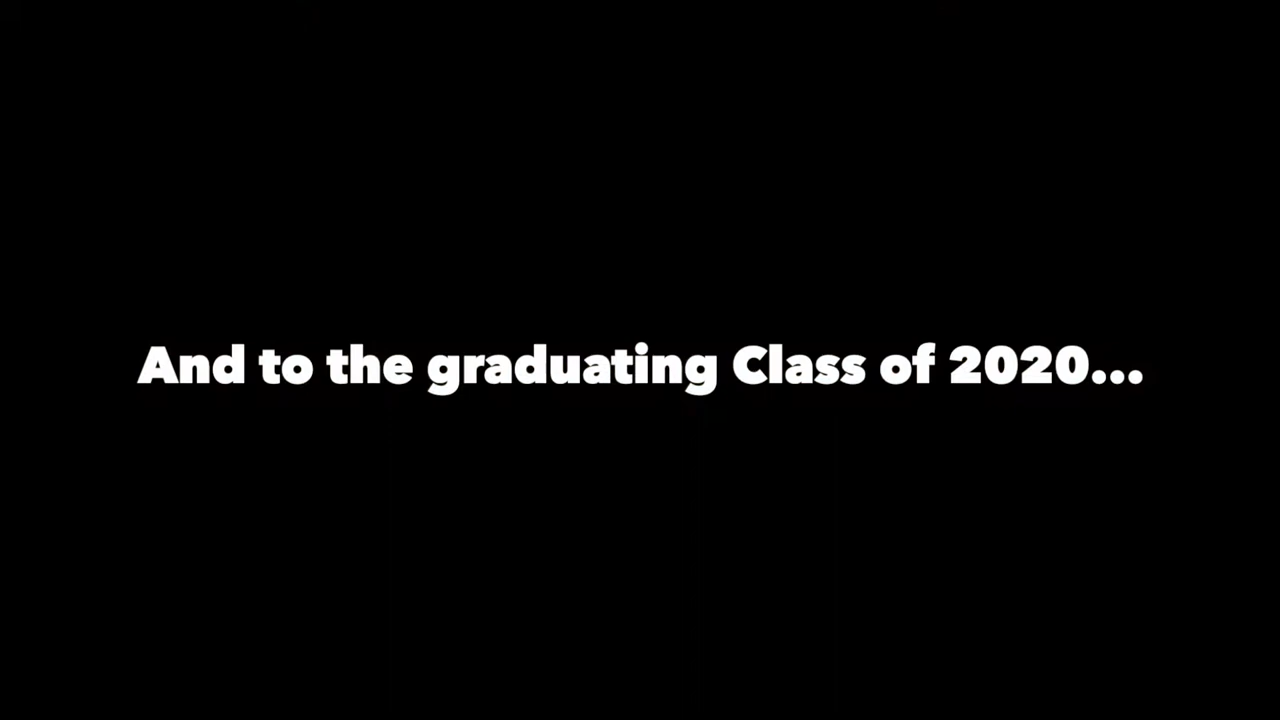 And to the graduating Class of 2020...